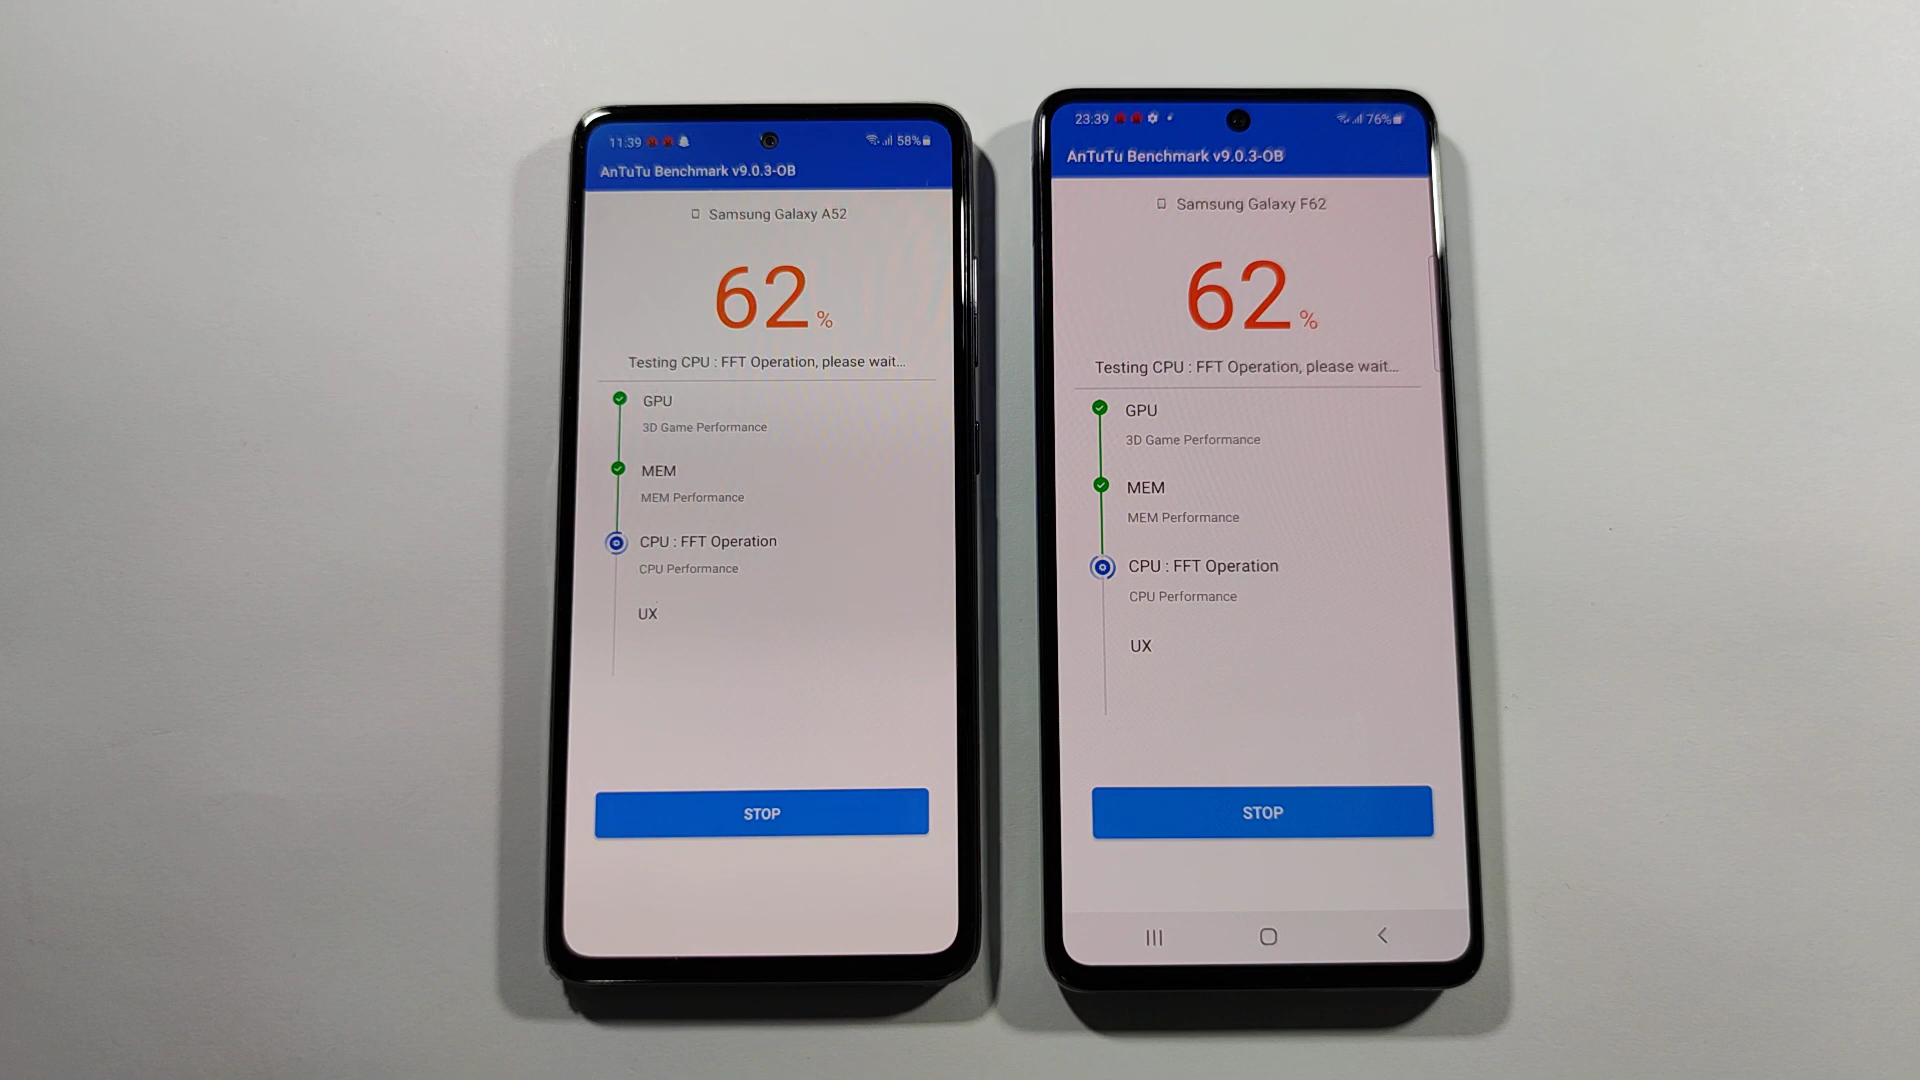 11:39
58%
AnTuTu Benchmark v9.0.3-OB
Samsung Galaxy A52
62%
Testing CPU : FFT Operation, please wait...
GPU
3D Game Performance
MEM
MEM Performance
CPU : FFT Operation
CPU Performance
UX
STOP
23:39
76%
AnTuTu Benchmark v9.0.3-OB
Samsung Galaxy F62
62%
Testing CPU : FFT Operation, please wait...
GPU
3D Game Performance
MEM
MEM Performance
CPU : FFT Operation
CPU Performance
UX
STOP